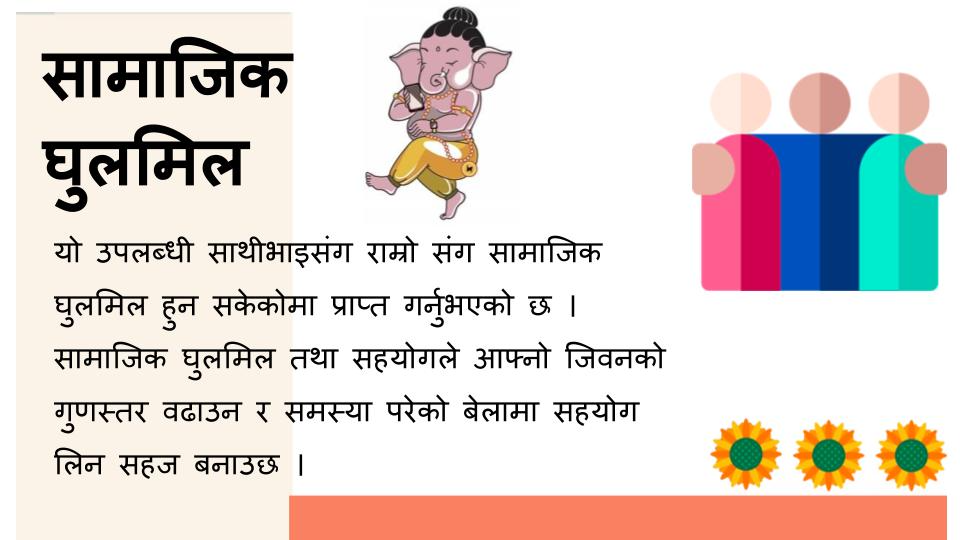 सामाजिक
घुलमिल
यो उपलब्धी साथीभाइसंग राम्रो संग सामाजिक
घुलमिल हुन सकेकोमा प्राप्त गर्नुभएको छ ।
सामाजिक घुलमिल तथा सहयोगले आफ्नो जिवनको
गुणस्तर वढाउन र समस्या परेको बेलामा सहयोग
लिन सहज बनाउछ ।